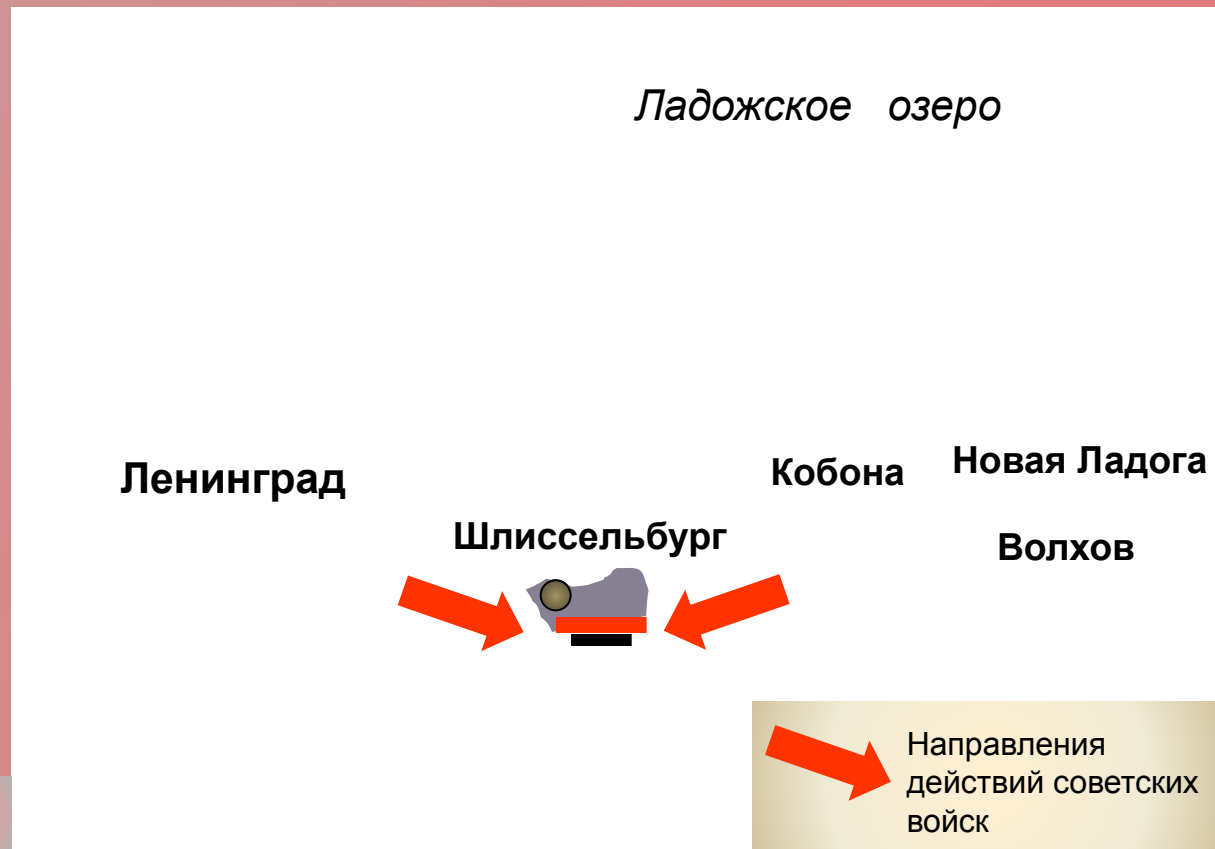 Ладожское озеро
Ленинград
Кобона
Новая Ладога
Шлиссельбург
Волхов
Направления
действий советских
войск